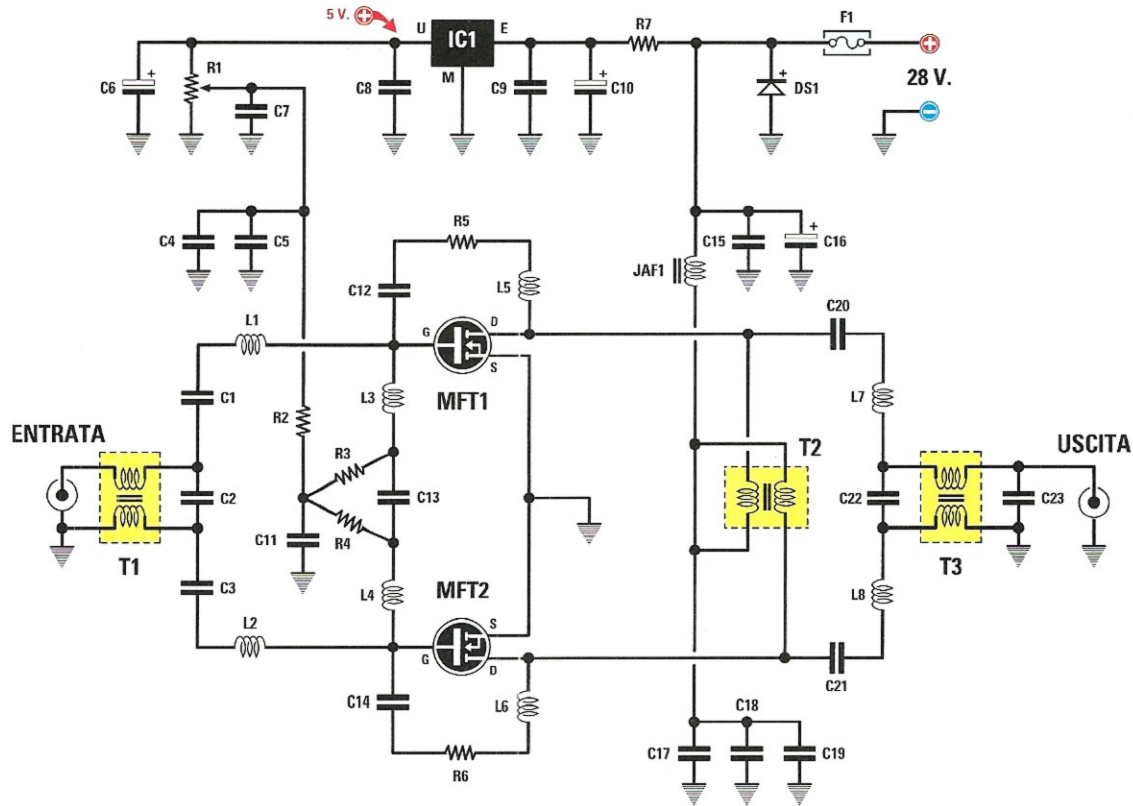 5 V.
U
IC1
E
M
R7
F1
28 V.
C6
R1
C7
C8
C9
C10
DS1
C4
C5
R5
C15
C16
JAF1
L5
C12
C20
L1
G
D
S
MFT1
L3
L7
C1
R2
ENTRATA
R3
T2
USCITA
C2
C13
C22
C23
T1
C11
R4
T3
C3
L4
MFT2
L8
L2
S
G
D
C21
C14
L6
C18
R6
C17
C19